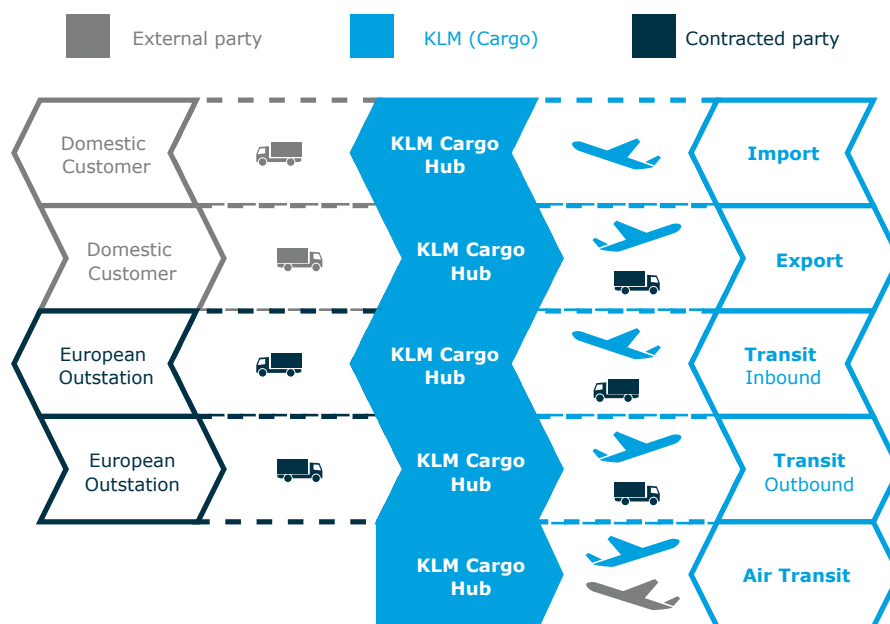 External party
KLM (Cargo)
Contracted party
Domestic
Customer
KLM Cargo
Hub
Import
Domestic
Customer
KLM Cargo
Hub
Export
European
Outstation
KLM Cargo
Hub
Transit
Inbound
European
Outstation
KLM Cargo
Hub
Transit
Outbound
KLM Cargo
Hub
Air Transit